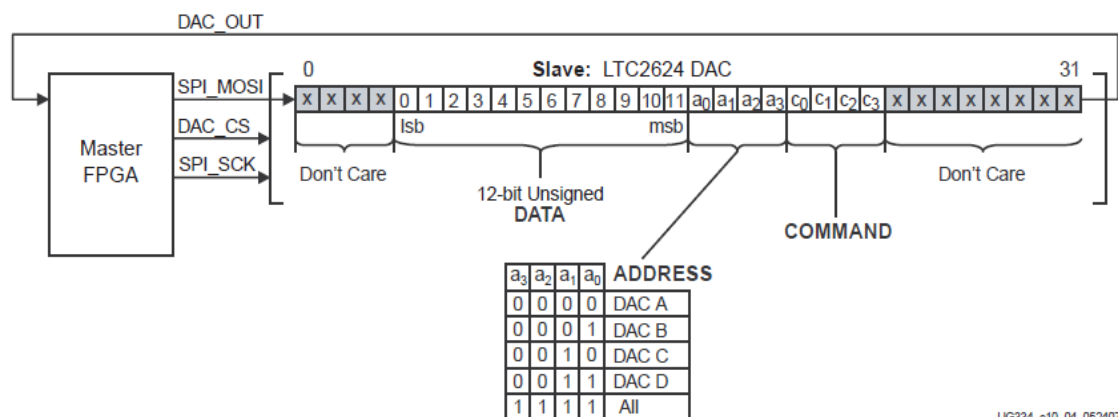 DAC_OUT
0 Slave: LTC2624 DAC 31
SPI_MOSI
X X X X 0 1 2 3 4 5 6 7 8 9 10 11 a0 a1 a2 a3 c0 c1 c2 c3 X X X X X X X X
DAC_CS
lsb msb
Master
FPGA
SPI_SCK
Don't Care
12-bit Unsigned
DATA
COMMAND
Don't Care
a3 a2 a1 a0 ADDRESS
0 0 0 0 DAC A
0 0 0 1 DAC B
0 0 1 0 DAC C
0 0 1 1 DAC D
1 1 1 1 All